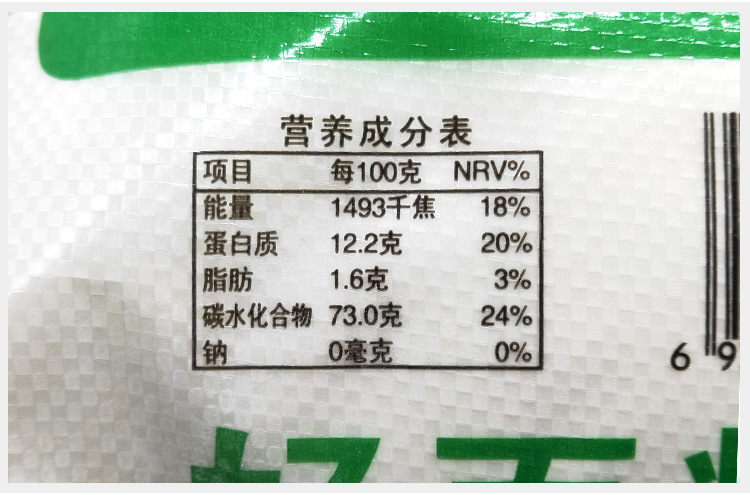 营养成分表
项目 每100克 NRV%
能量 1493千焦 18%
蛋白质 12.2克 20%
脂肪 1.6克 3%
碳水化合物 73.0克 24%
钠 0毫克 0%
6 9